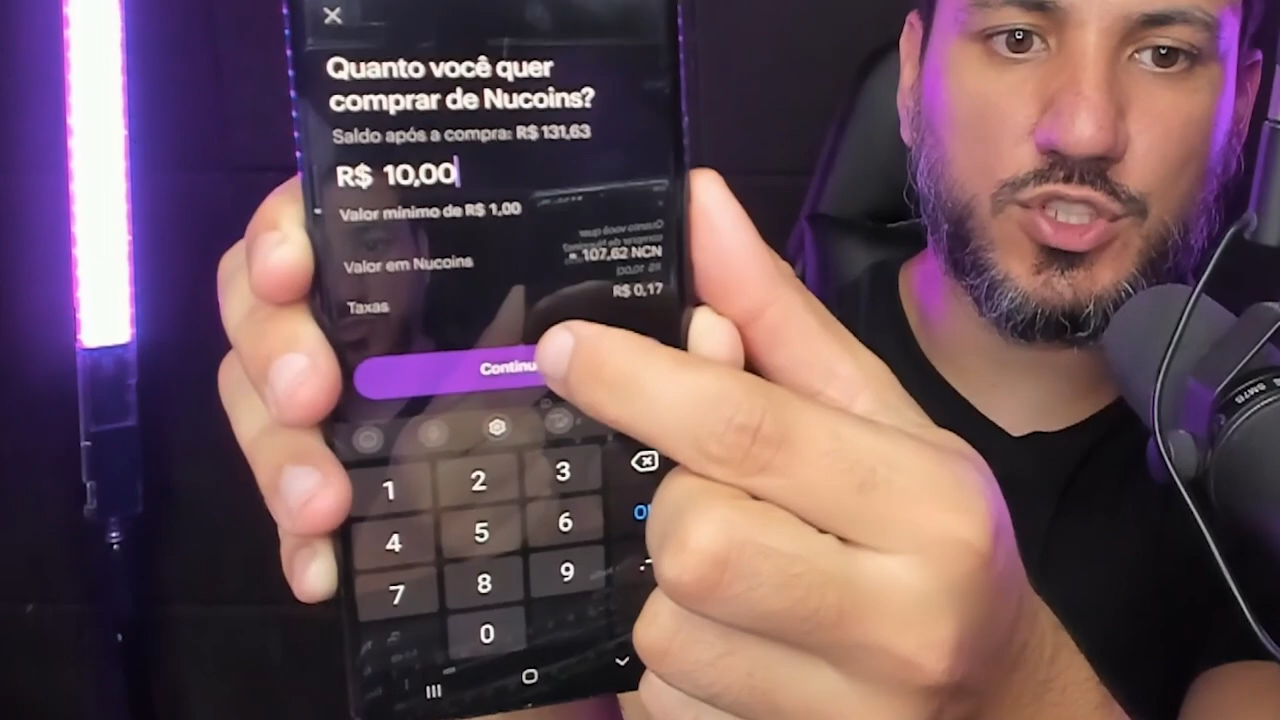 Quanto você quer
comprar de Nucoins?
Saldo após a compra: R$ 131,63
R$ 10,00
Valor mínimo de R$ 1,00
Valor em Nucoins
≈ 107,62 NCN
Taxas
R$ 0,17
Continu
1 2 3
4 5 6
7 8 9
0
SM7B